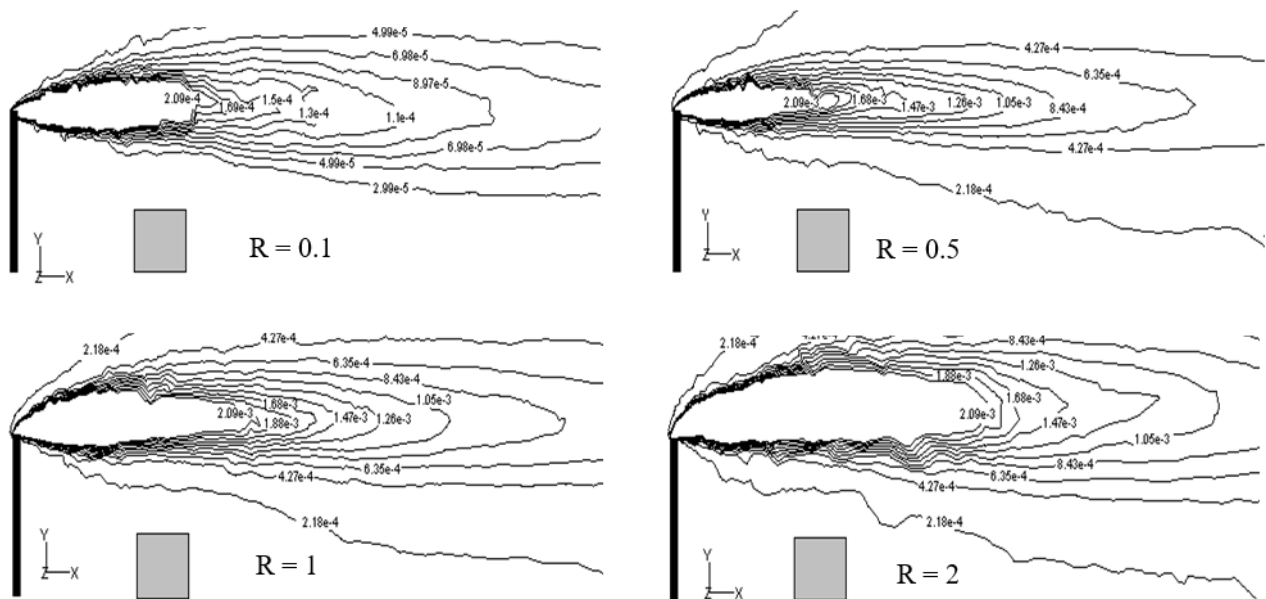 4.99e-5
6.98e-5
8.97e-5
2.09e-4
1.69e-4
1.5e-4
1.3e-4
1.1e-4
6.98e-5
4.99e-5
2.99e-5
Y
Z X
R = 0.1
4.27e-4
6.35e-4
2.09e-3
1.68e-3
1.47e-3
1.26e-3
1.05e-3
8.43e-4
4.27e-4
2.18e-4
Y
Z X
R = 0.5
2.18e-4
4.27e-4
6.35e-4
8.43e-4
1.05e-3
1.68e-3
2.09e-3
1.88e-3
1.47e-3
1.26e-3
6.35e-4
4.27e-4
2.18e-4
Y
Z X
R = 1
2.18e-4
8.43e-4
1.26e-3
1.88e-3
1.68e-3
2.09e-3
1.47e-3
1.05e-3
8.43e-4
6.35e-4
4.27e-4
2.18e-4
Y
Z X
R = 2